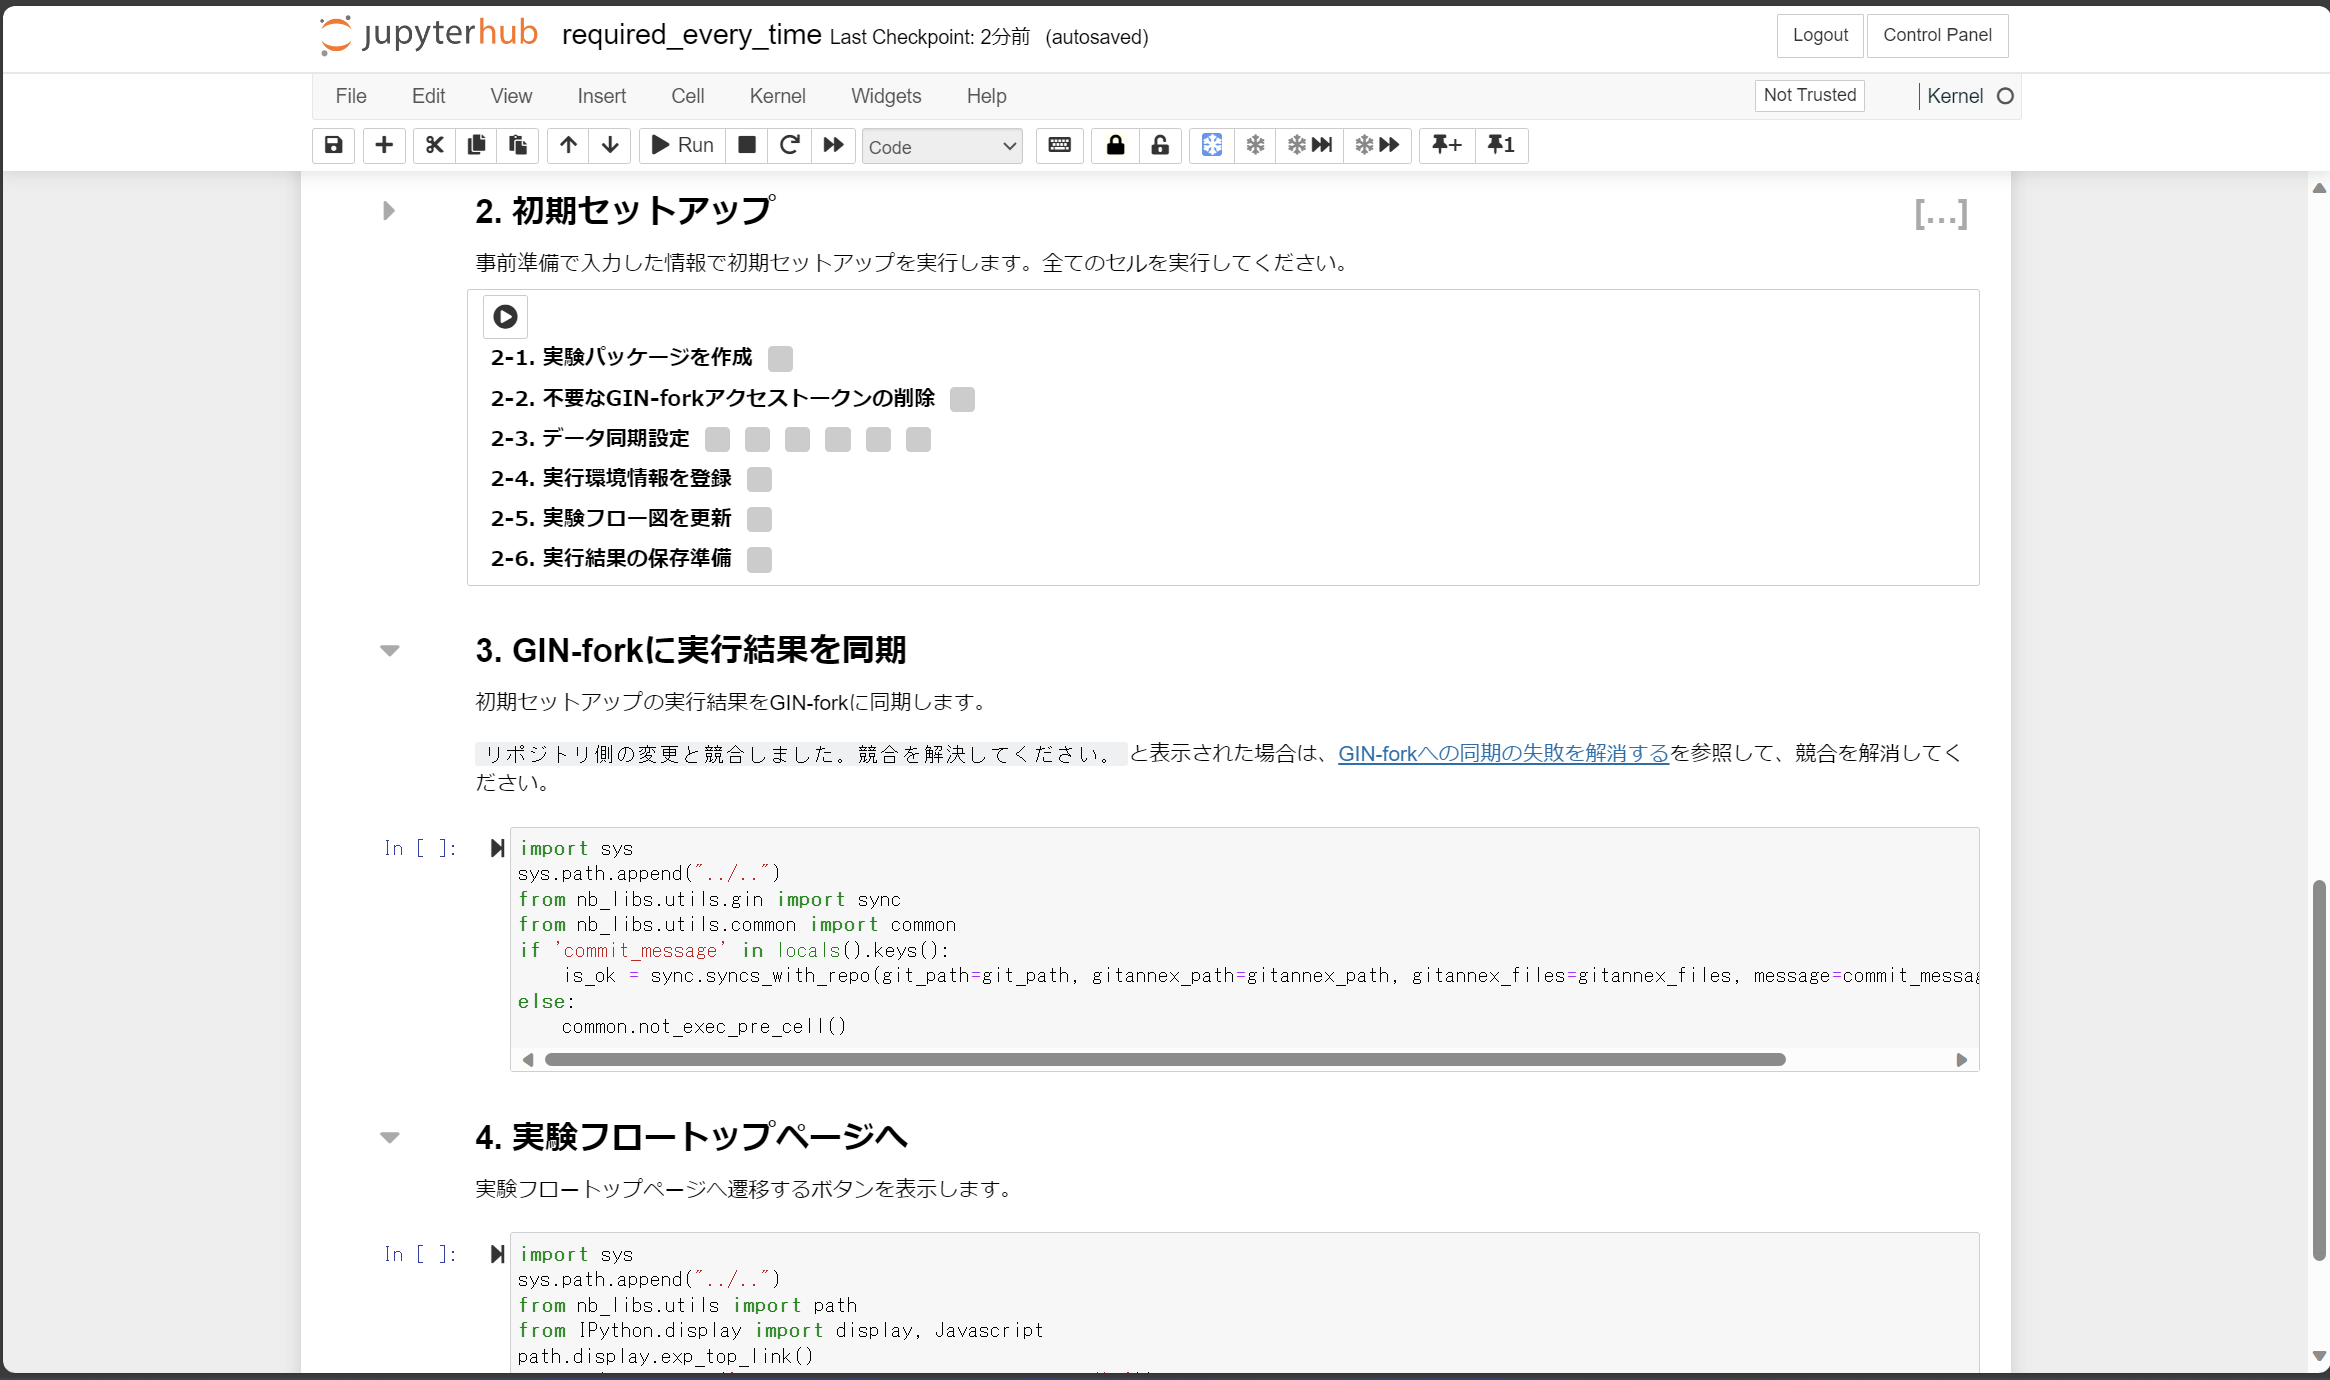 jupyterhub required_every_time Last Checkpoint: 2分前 (autosaved) Logout Control Panel
File Edit View Insert Cell Kernel Widgets Help Not Trusted Kernel
Run Code + 1
2. 初期セットアップ [...]
事前準備で入力した情報で初期セットアップを実行します。全てのセルを実行してください。
2-1. 実験パッケージを作成
2-2. 不要なGIN-forkアクセストークンの削除
2-3. データ同期設定
2-4. 実行環境情報を登録
2-5. 実験フロー図を更新
2-6. 実行結果の保存準備
3. GIN-forkに実行結果を同期
初期セットアップの実行結果をGIN-forkに同期します。
リポジトリ側の変更と競合しました。競合を解決してください。 と表示された場合は、GIN-forkへの同期の失敗を解消するを参照して、競合を解消してく
ださい。
In [ ]: import sys
sys.path.append("../..")
from nb_libs.utils.gin import sync
from nb_libs.utils.common import common
if 'commit_message' in locals().keys():
is_ok = sync.syncs_with_repo(git_path=git_path, gitannex_path=gitannex_path, gitannex_files=gitannex_files, message=commit_messag
else:
common.not_exec_pre_cell()
4. 実験フロートップページへ
実験フロートップページへ遷移するボタンを表示します。
In [ ]: import sys
sys.path.append("../..")
from nb_libs.utils import path
from IPython.display import display, Javascript
path.display.exp_top_link()